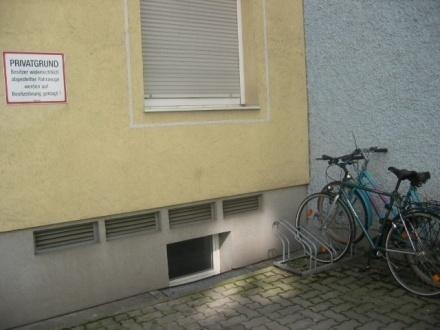 PRIVATGRUND
Besitzer widerrechtlich
abgestellter Fahrzeuge
werden auf
Besitzstörung geklagt!